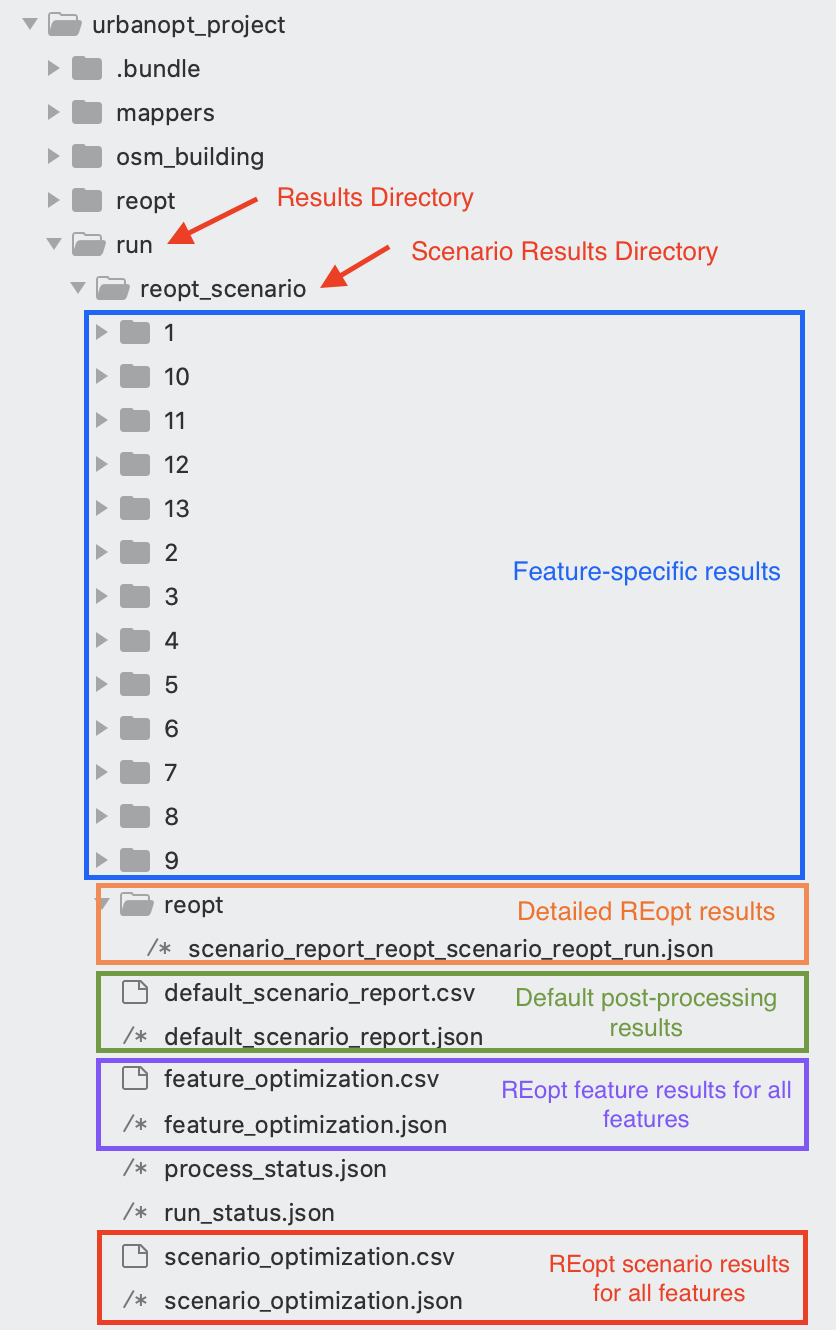 urbanopt_project
.bundle
mappers
osm_building
reopt
Results Directory
run
Scenario Results Directory
reopt_scenario
1
10
11
12
13
2
Feature-specific results
3
4
5
6
7
8
9
reopt
Detailed REopt results
/* scenario_report_reopt_scenario_reopt_run.json
default_scenario_report.csv
Default post-processing
results
/* default_scenario_report.json
feature_optimization.csv
REopt feature results for all
features
/* feature_optimization.json
/* process_status.json
/* run_status.json
scenario_optimization.csv
REopt scenario results
for all features
/* scenario_optimization.json